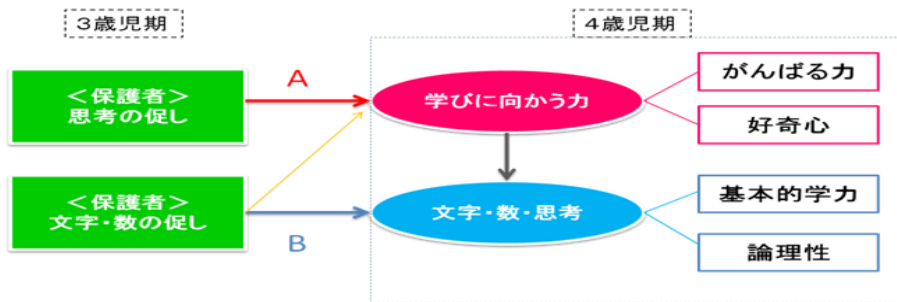 3歳児期
4歳児期
<保護者>
思考の促し
A
学びに向かう力
がんばる力
好奇心
<保護者>
文字・数の促し
B
文字・数・思考
基本的学力
論理性